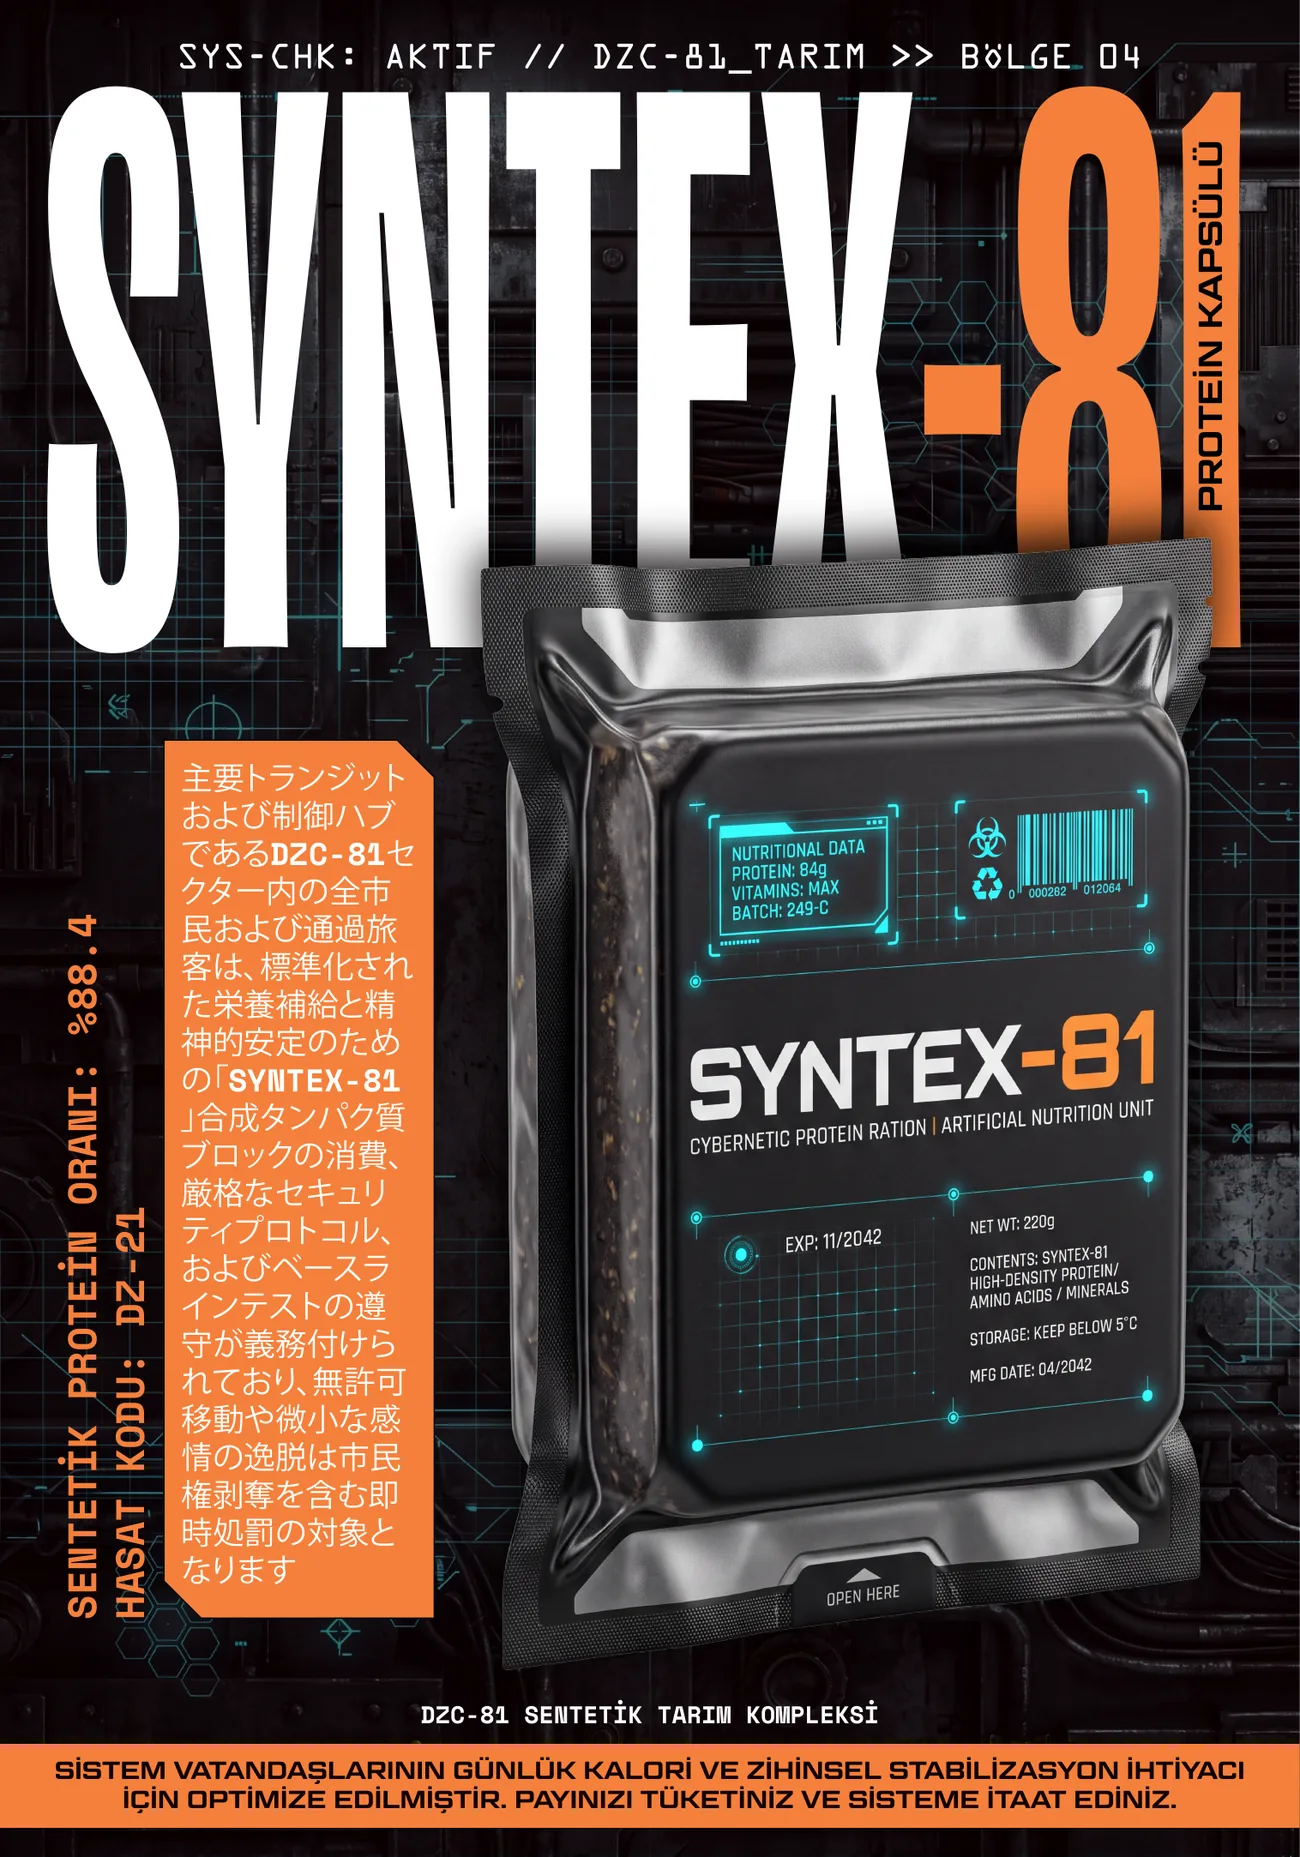 SYS-CHK: AKTIF // DZC-81_TARIM >> BÖLGE 04
SYNTEX-81
PROTEİN KAPSÜLÜ
主要トランジット
および制御ハブ
であるDZC-81セ
クター内の全市
民および通過旅
客は、標準化され
た栄養補給と精
神的安定のため
の「SYNTEX-81
」合成タンパク質
ブロックの消費、
厳格なセキュリ
ティプロトコル、
およびベースラ
インテストの遵
守が義務付けら
れており、無許可
移動や微小な感
情の逸脱は市民
権剥奪を含む即
時処罰の対象と
なります
SENTETİK PROTEİN ORANI: %88.4
HASAT KODU: DZ-21
NUTRITIONAL DATA
PROTEIN: 84g
VITAMINS: MAX
BATCH: 249-C
0 000282 012064
SYNTEX-81
CYBERNETIC PROTEIN RATION | ARTIFICIAL NUTRITION UNIT
EXP: 11/2042
NET WT: 220g
CONTENTS: SYNTEX-81
HIGH-DENSITY PROTEIN/
AMINO ACIDS / MINERALS
STORAGE: KEEP BELOW 5°C
MFG DATE: 04/2042
OPEN HERE
DZC-81 SENTETİK TARIM KOMPLEKSİ
SİSTEM VATANDAŞLARININ GÜNLÜK KALORİ VE ZİHİNSEL STABİLİZASYON İHTİYACI
İÇİN OPTİMİZE EDİLMİŞTİR. PAYINIZI TÜKETİNİZ VE SİSTEME İTAAT EDİNİZ.